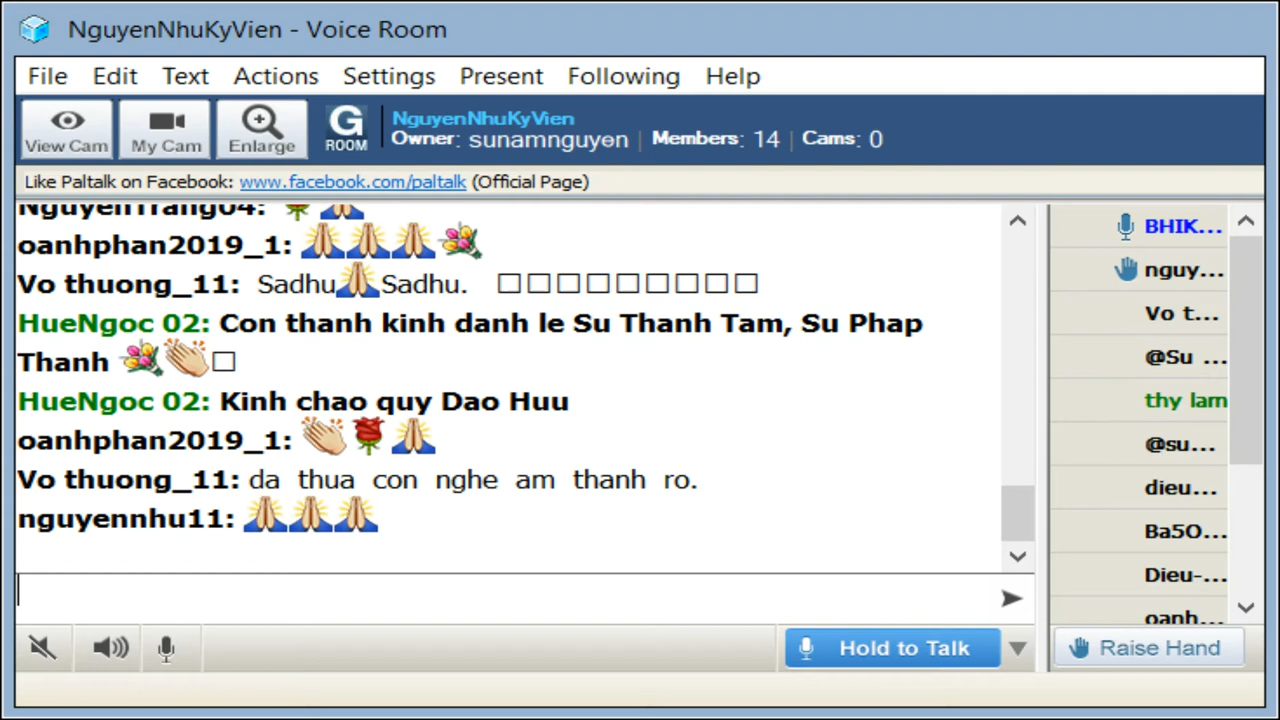 NguyenNhuKyVien - Voice Room
File Edit Text Actions Settings Present Following Help
View Cam My Cam Enlarge G ROOM
NguyenNhuKyVien
Owner: sunamnguyen | Members: 14 | Cams: 0
Like Paltalk on Facebook: www.facebook.com/paltalk (Official Page)
NguyenTrang04:
oanhphan2019_1:
Vo thuong_11: Sadhu🙏Sadhu. □□□□□□□□□
HueNgoc 02: Con thanh kinh danh le Su Thanh Tam, Su Phap
Thanh 💐👏□
HueNgoc 02: Kinh chao quy Dao Huu
oanhphan2019_1: 👏🌹🙏
Vo thuong_11: da thua con nghe am thanh ro.
nguyennhu11: 🙏🙏🙏
BHIK...
nguy...
Vo t...
@Su ...
thy lam
@su...
dieu...
Ba5O...
Dieu-...
oanh...
Hold to Talk
Raise Hand